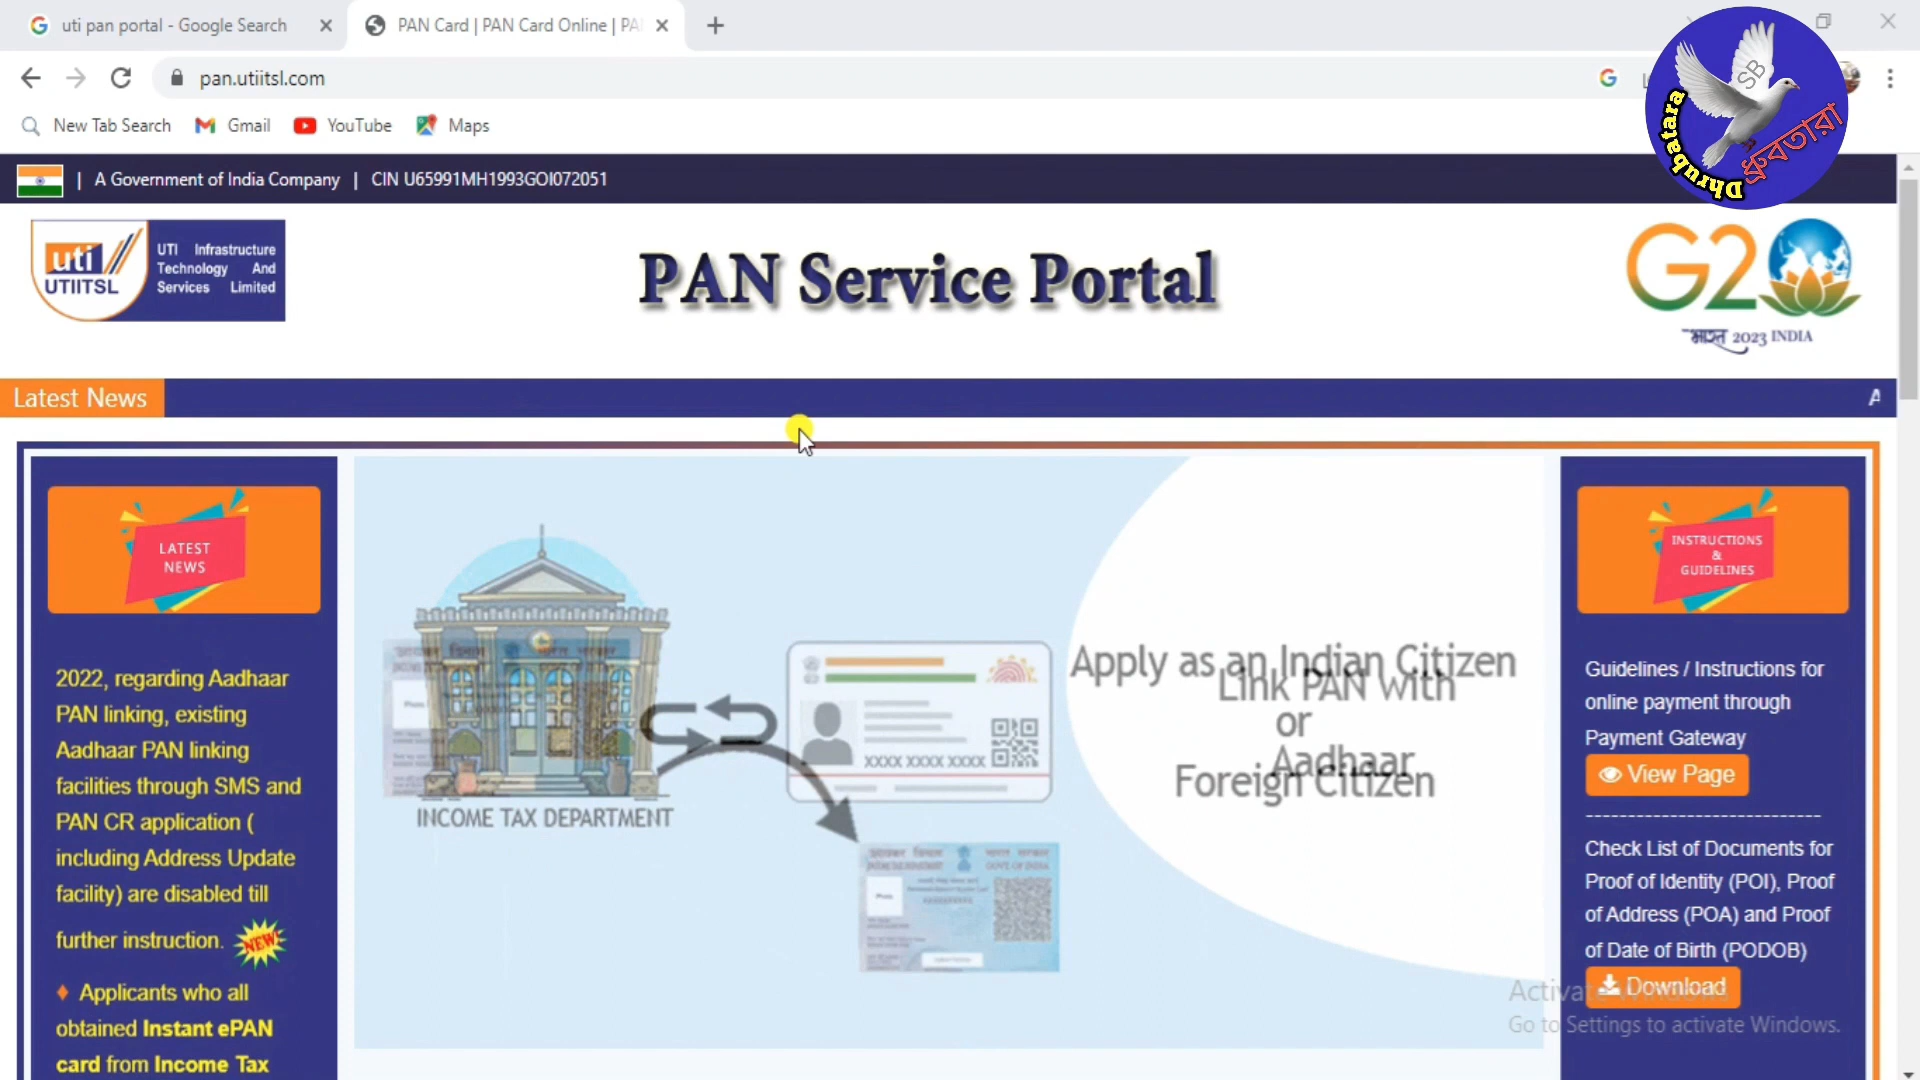 uti pan portal - Google Search
PAN Card | PAN Card Online |
pan.utiitsl.com
New Tab Search
Gmail
YouTube
Maps
SB
Dhrubatara
ধ্রুবতারা
| A Government of India Company | CIN U65991MH1993GOI072051
uti
UTIITSL
UTI Infrastructure
Technology And
Services Limited
PAN Service Portal
G20
भारत 2023 INDIA
Latest News
A
LATEST
NEWS
2022, regarding Aadhaar
PAN linking, existing
Aadhaar PAN linking
facilities through SMS and
PAN CR application (
including Address Update
facility) are disabled till
further instruction. NEW
Applicants who all
obtained Instant ePAN
card from Income Tax
INCOME TAX DEPARTMENT
XXXX XXXX XXXX
Apply as an Indian Citizen
Link PAN with
or
Aadhaar
Foreign Citizen
INSTRUCTIONS
&
GUIDELINES
Guidelines / Instructions for
online payment through
Payment Gateway
View Page
----------------------------
Check List of Documents for
Proof of Identity (POI), Proof
of Address (POA) and Proof
of Date of Birth (PODOB)
Download
Activate Windows
Go to Settings to activate Windows.